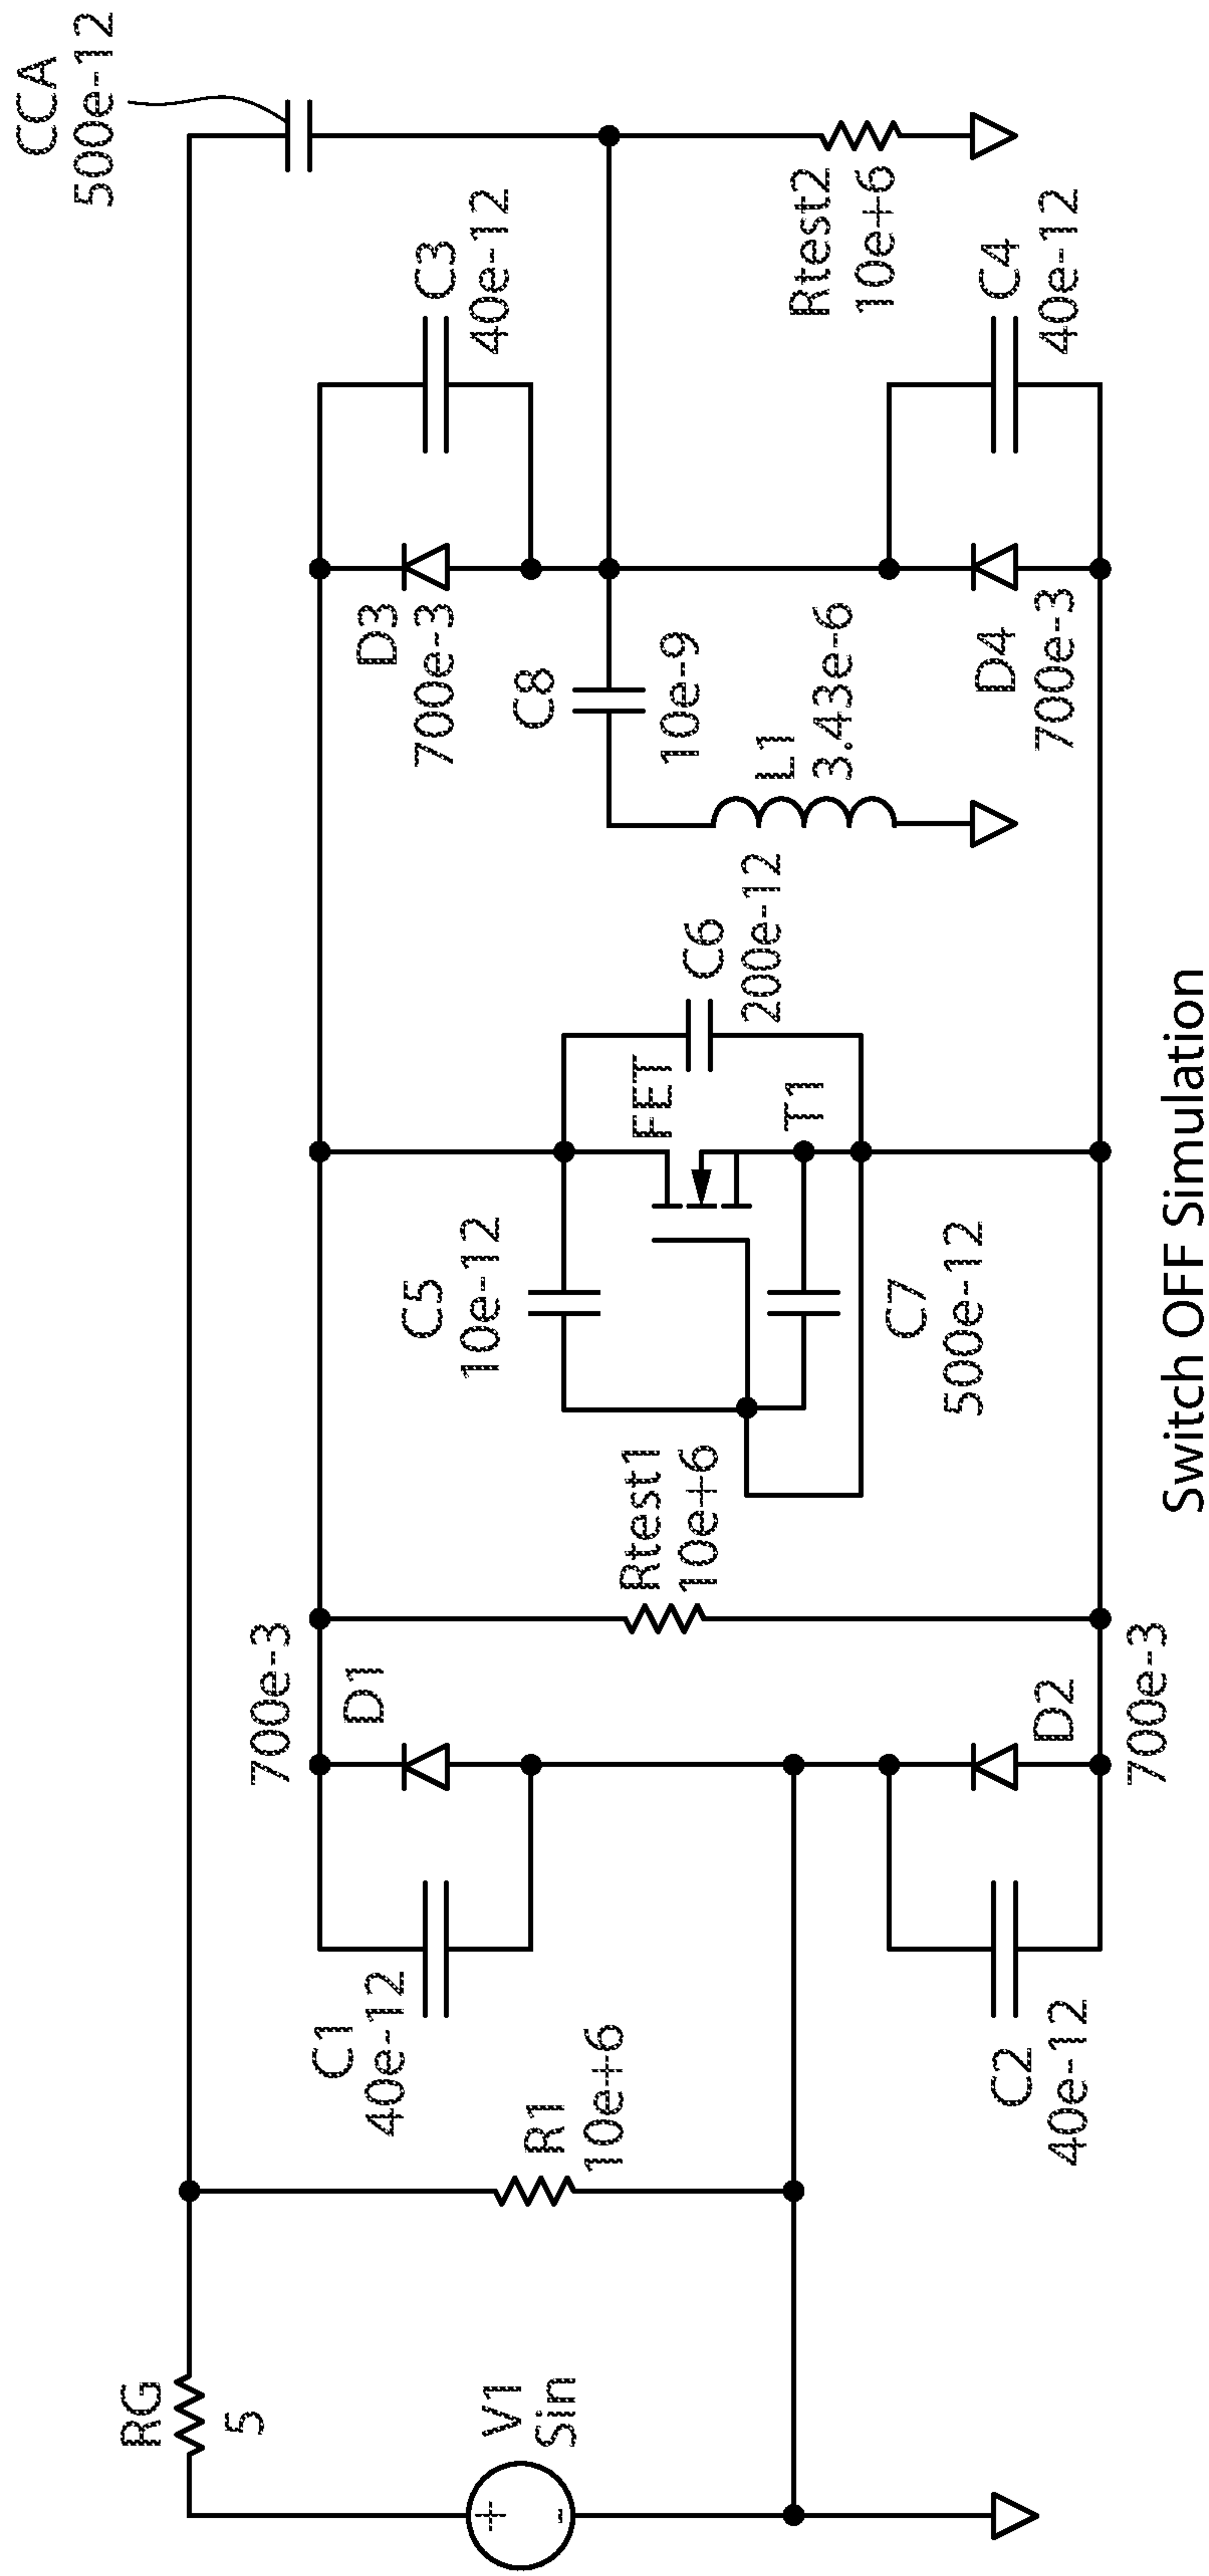 CCA
500e-12
C3
40e-12
Rtest2
10e+6
C4
40e-12
D3
700e-3
C8
10e-9
L1
3.43e-6
D4
700e-3
C6
200e-12
FET
T1
C5
10e-12
C7
500e-12
Rtest1
10e+6
700e-3
D1
D2
700e-3
C1
40e-12
R1
10e+6
C2
40e-12
RG
5
V1
Sin
+
-
Switch OFF Simulation